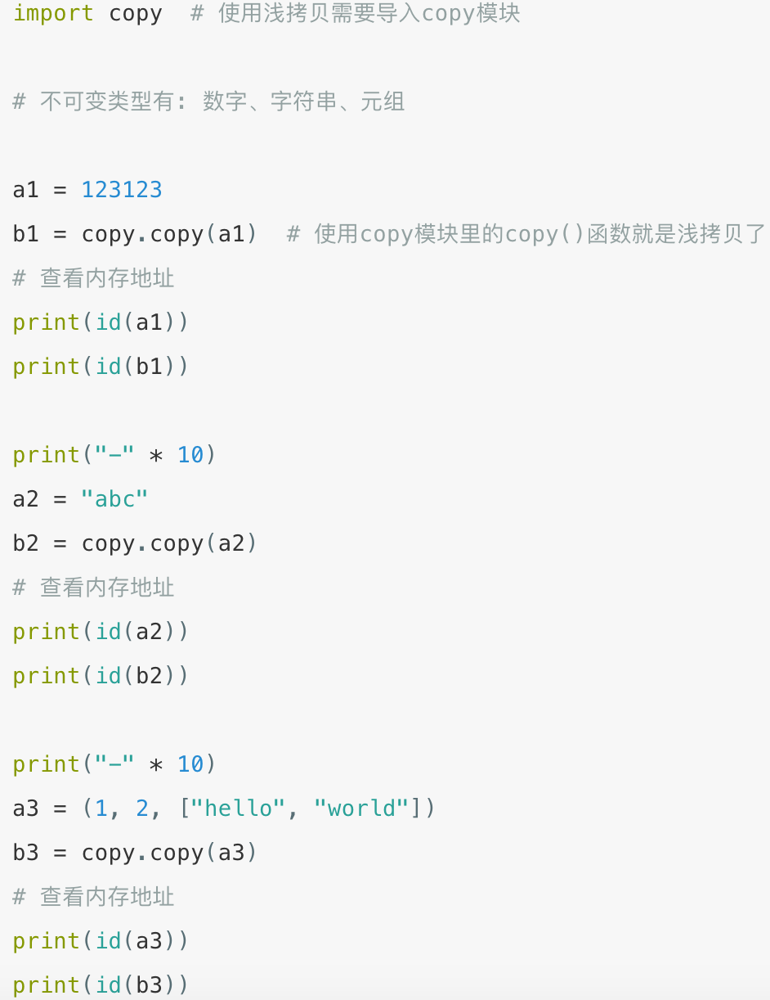 import copy  # 使用浅拷贝需要导入copy模块
# 不可变类型有: 数字、字符串、元组
a1 = 123123
b1 = copy.copy(a1)  # 使用copy模块里的copy()函数就是浅拷贝了
# 查看内存地址
print(id(a1))
print(id(b1))
print("-" * 10)
a2 = "abc"
b2 = copy.copy(a2)
# 查看内存地址
print(id(a2))
print(id(b2))
print("-" * 10)
a3 = (1, 2, ["hello", "world"])
b3 = copy.copy(a3)
# 查看内存地址
print(id(a3))
print(id(b3))